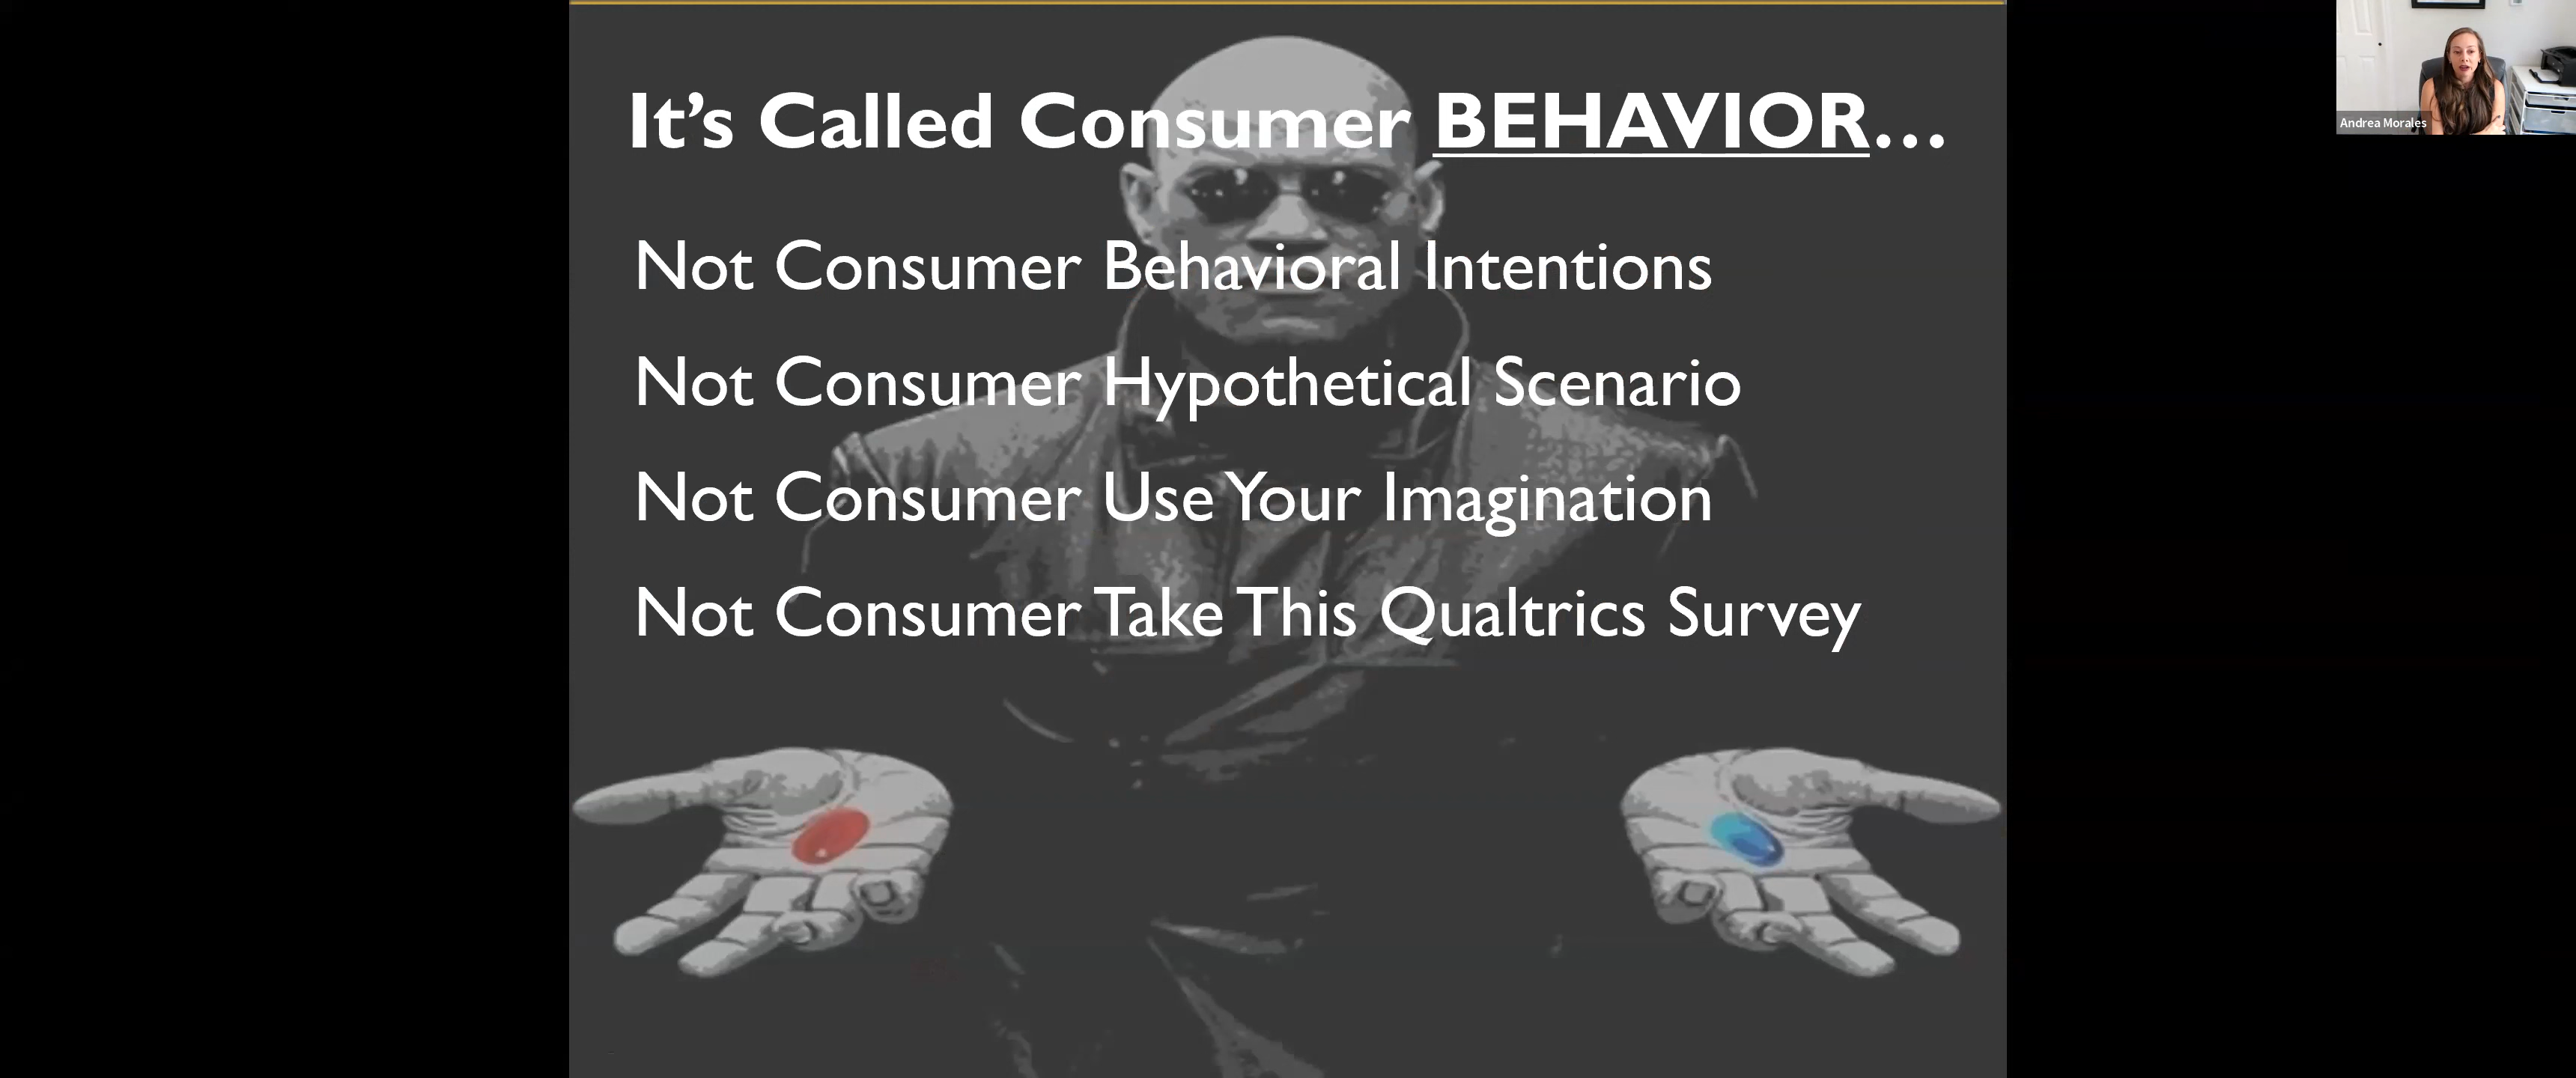 It's Called Consumer BEHAVIOR...
Not Consumer Behavioral Intentions
Not Consumer Hypothetical Scenario
Not Consumer Use Your Imagination
Not Consumer Take This Qualtrics Survey
Andrea Morales